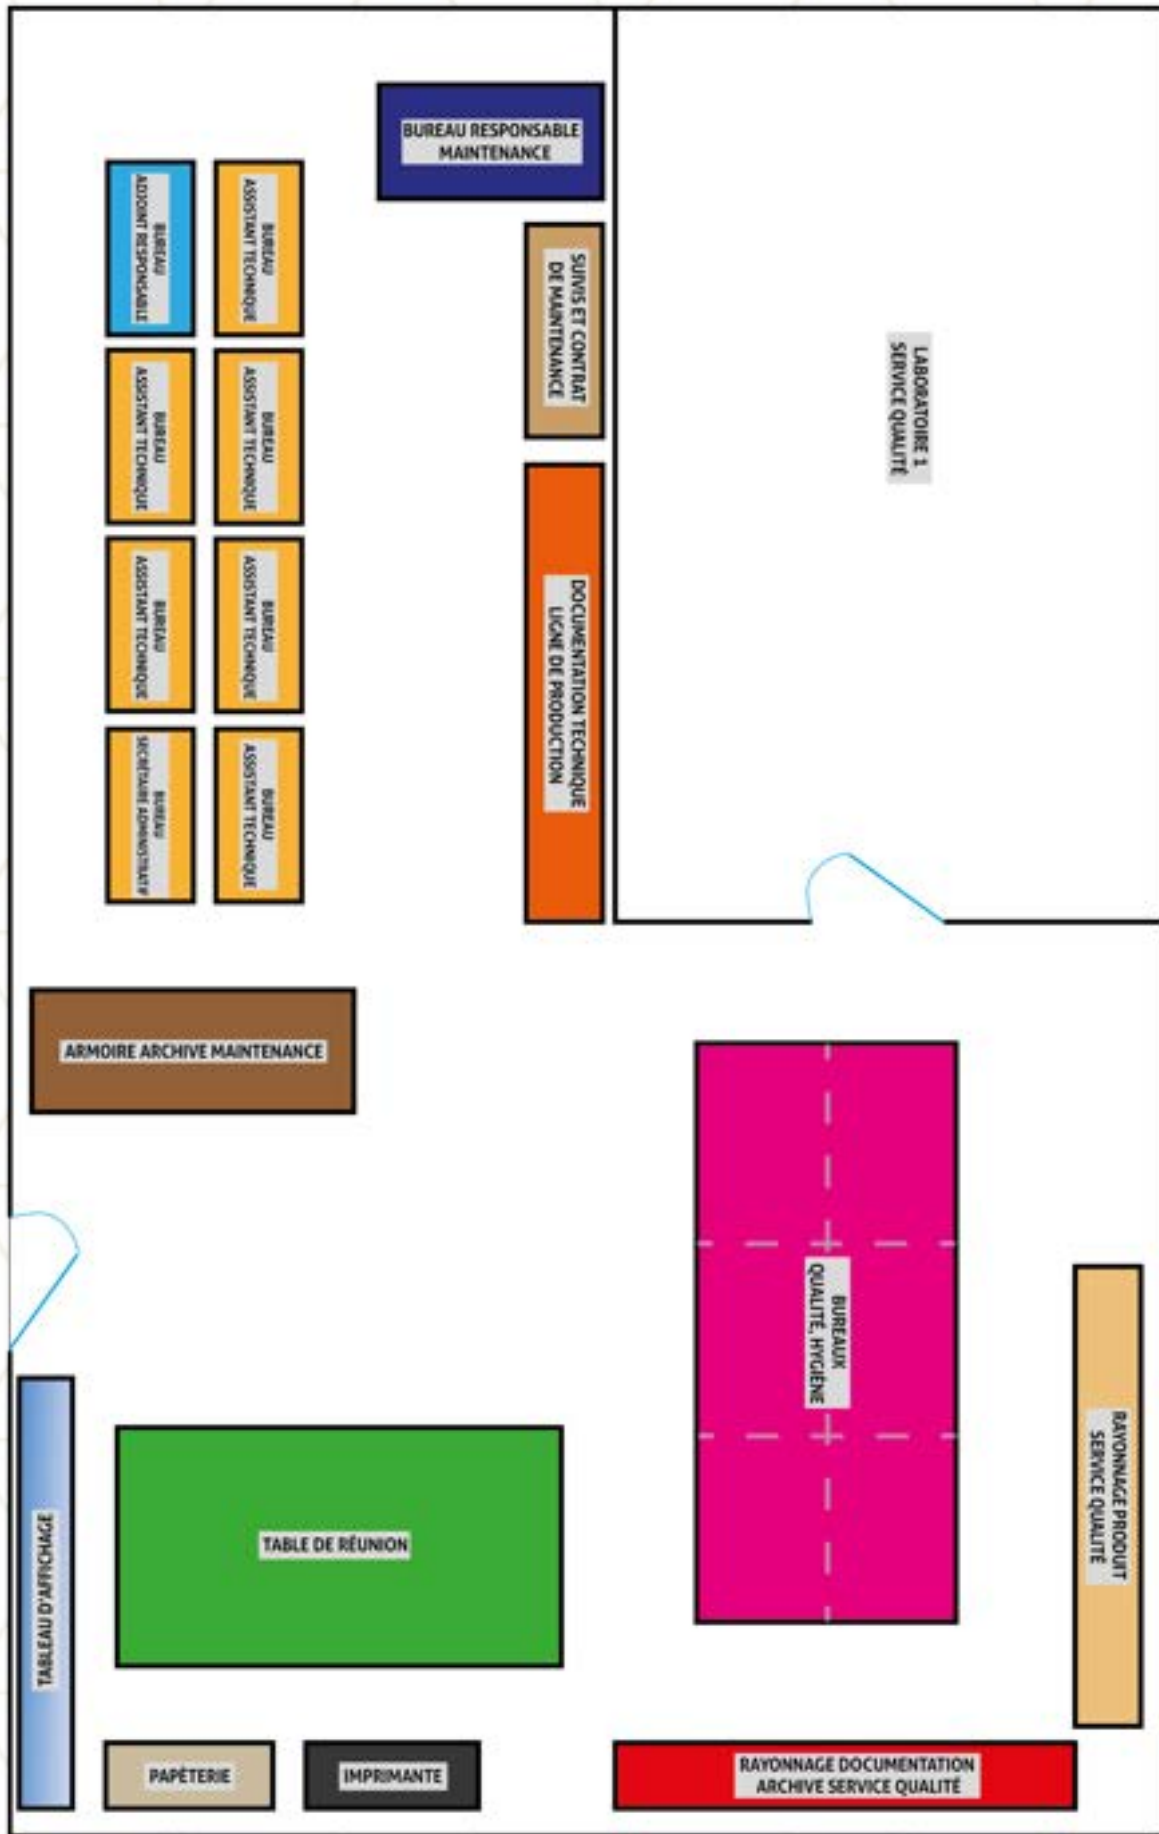 BUREAU RESPONSABLE
MAINTENANCE
BUREAU
ADJOINT RESPONSABLE
BUREAU
ASSISTANT TECHNIQUE
SUIVIS ET CONTRAT
DE MAINTENANCE
LABORATOIRE 1
SERVICE QUALITÉ
BUREAU
ASSISTANT TECHNIQUE
BUREAU
ASSISTANT TECHNIQUE
BUREAU
ASSISTANT TECHNIQUE
BUREAU
ASSISTANT TECHNIQUE
DOCUMENTATION TECHNIQUE
LIGNE DE PRODUCTION
BUREAU
SECRÉTAIRE ADMINISTRATIF
BUREAU
ASSISTANT TECHNIQUE
ARMOIRE ARCHIVE MAINTENANCE
BUREAUX
QUALITÉ, HYGIÈNE
RAYONNAGE PRODUIT
SERVICE QUALITÉ
TABLEAU D'AFFICHAGE
TABLE DE RÉUNION
PAPÈTERIE
IMPRIMANTE
RAYONNAGE DOCUMENTATION
ARCHIVE SERVICE QUALITÉ